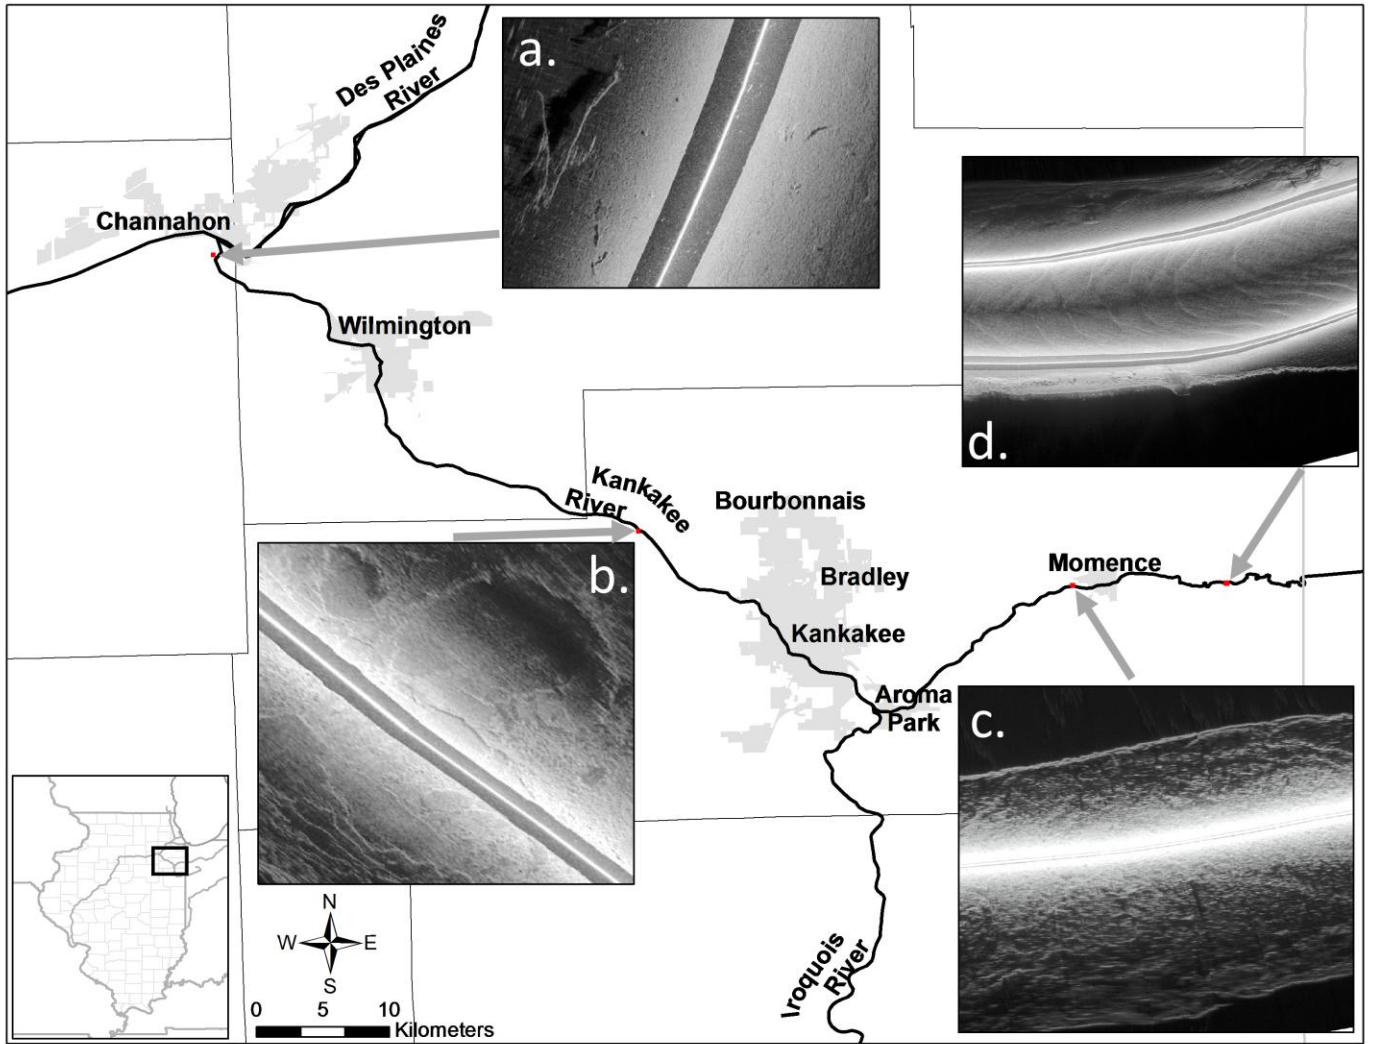 Des Plaines
River
a.
Channahon
Wilmington
d.
Kankakee
River
Bourbonnais
b.
Momence
Bradley
Kankakee
Aroma
Park
c.
N
W E
S
0 5 10
Kilometers
Iroquois
River